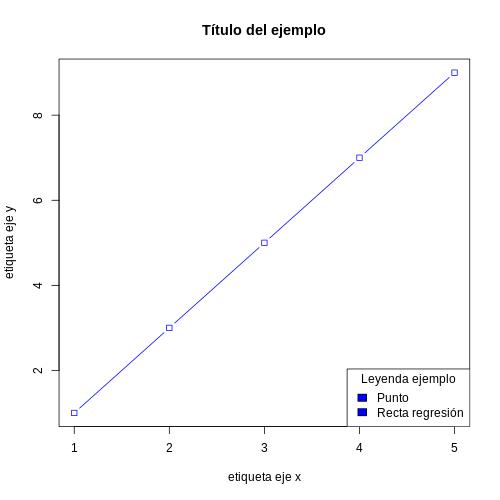 Título del ejemplo
etiqueta eje y
8
6
4
2
Leyenda ejemplo
Punto
Recta regresión
1 2 3 4 5
etiqueta eje x